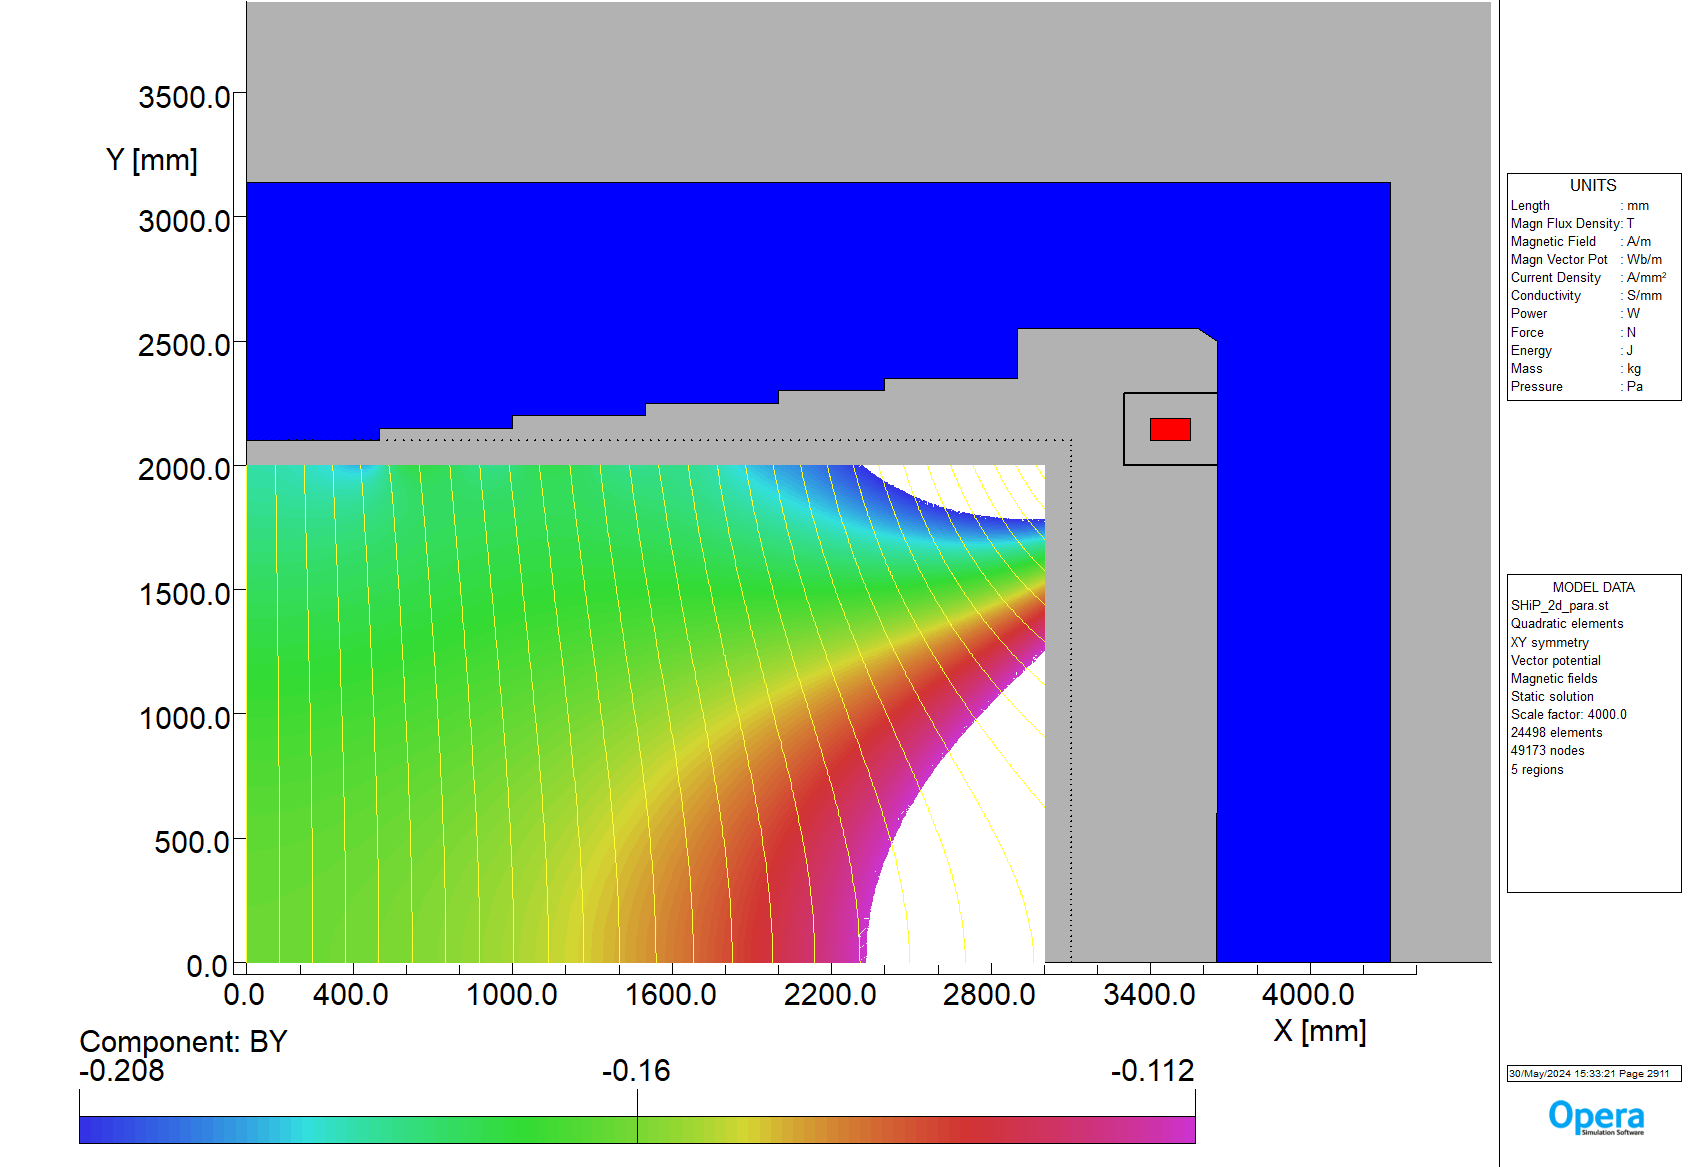 3500.0
Y [mm]
3000.0
2500.0
2000.0
1500.0
1000.0
500.0
0.0
0.0 400.0 1000.0 1600.0 2200.0 2800.0 3400.0 4000.0
X [mm]
Component: BY
-0.208 -0.16 -0.112
UNITS
Length : mm
Magn Flux Density: T
Magnetic Field : A/m
Magn Vector Pot : Wb/m
Current Density : A/mm²
Conductivity : S/mm
Power : W
Force : N
Energy : J
Mass : kg
Pressure : Pa
MODEL DATA
SHiP_2d_para.st
Quadratic elements
XY symmetry
Vector potential
Magnetic fields
Static solution
Scale factor: 4000.0
24498 elements
49173 nodes
5 regions
30/May/2024 15:33:21 Page 2911
Opera
Simulation Software